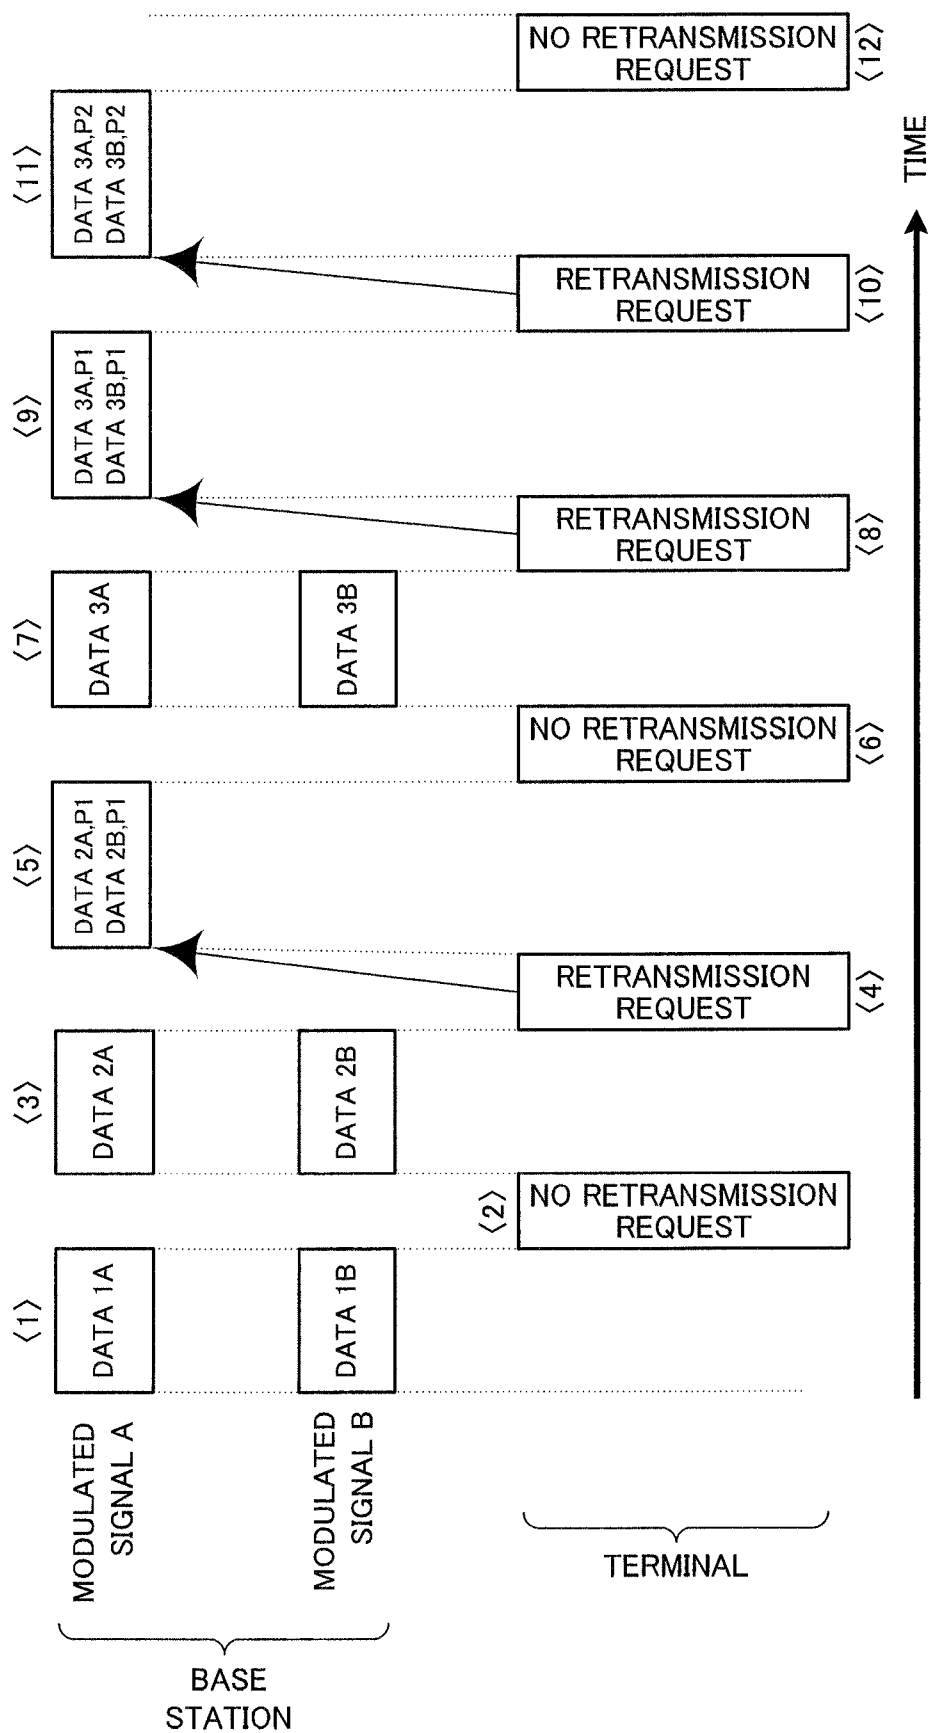 BASE
STATION
MODULATED
SIGNAL A
MODULATED
SIGNAL B
TERMINAL
〈1〉
DATA 1A
DATA 1B
〈2〉
NO RETRANSMISSION
REQUEST
〈3〉
DATA 2A
DATA 2B
〈4〉
RETRANSMISSION
REQUEST
〈5〉
DATA 2A,P1
DATA 2B,P1
〈6〉
NO RETRANSMISSION
REQUEST
〈7〉
DATA 3A
DATA 3B
〈8〉
RETRANSMISSION
REQUEST
〈9〉
DATA 3A,P1
DATA 3B,P1
〈10〉
RETRANSMISSION
REQUEST
〈11〉
DATA 3A,P2
DATA 3B,P2
〈12〉
NO RETRANSMISSION
REQUEST
TIME